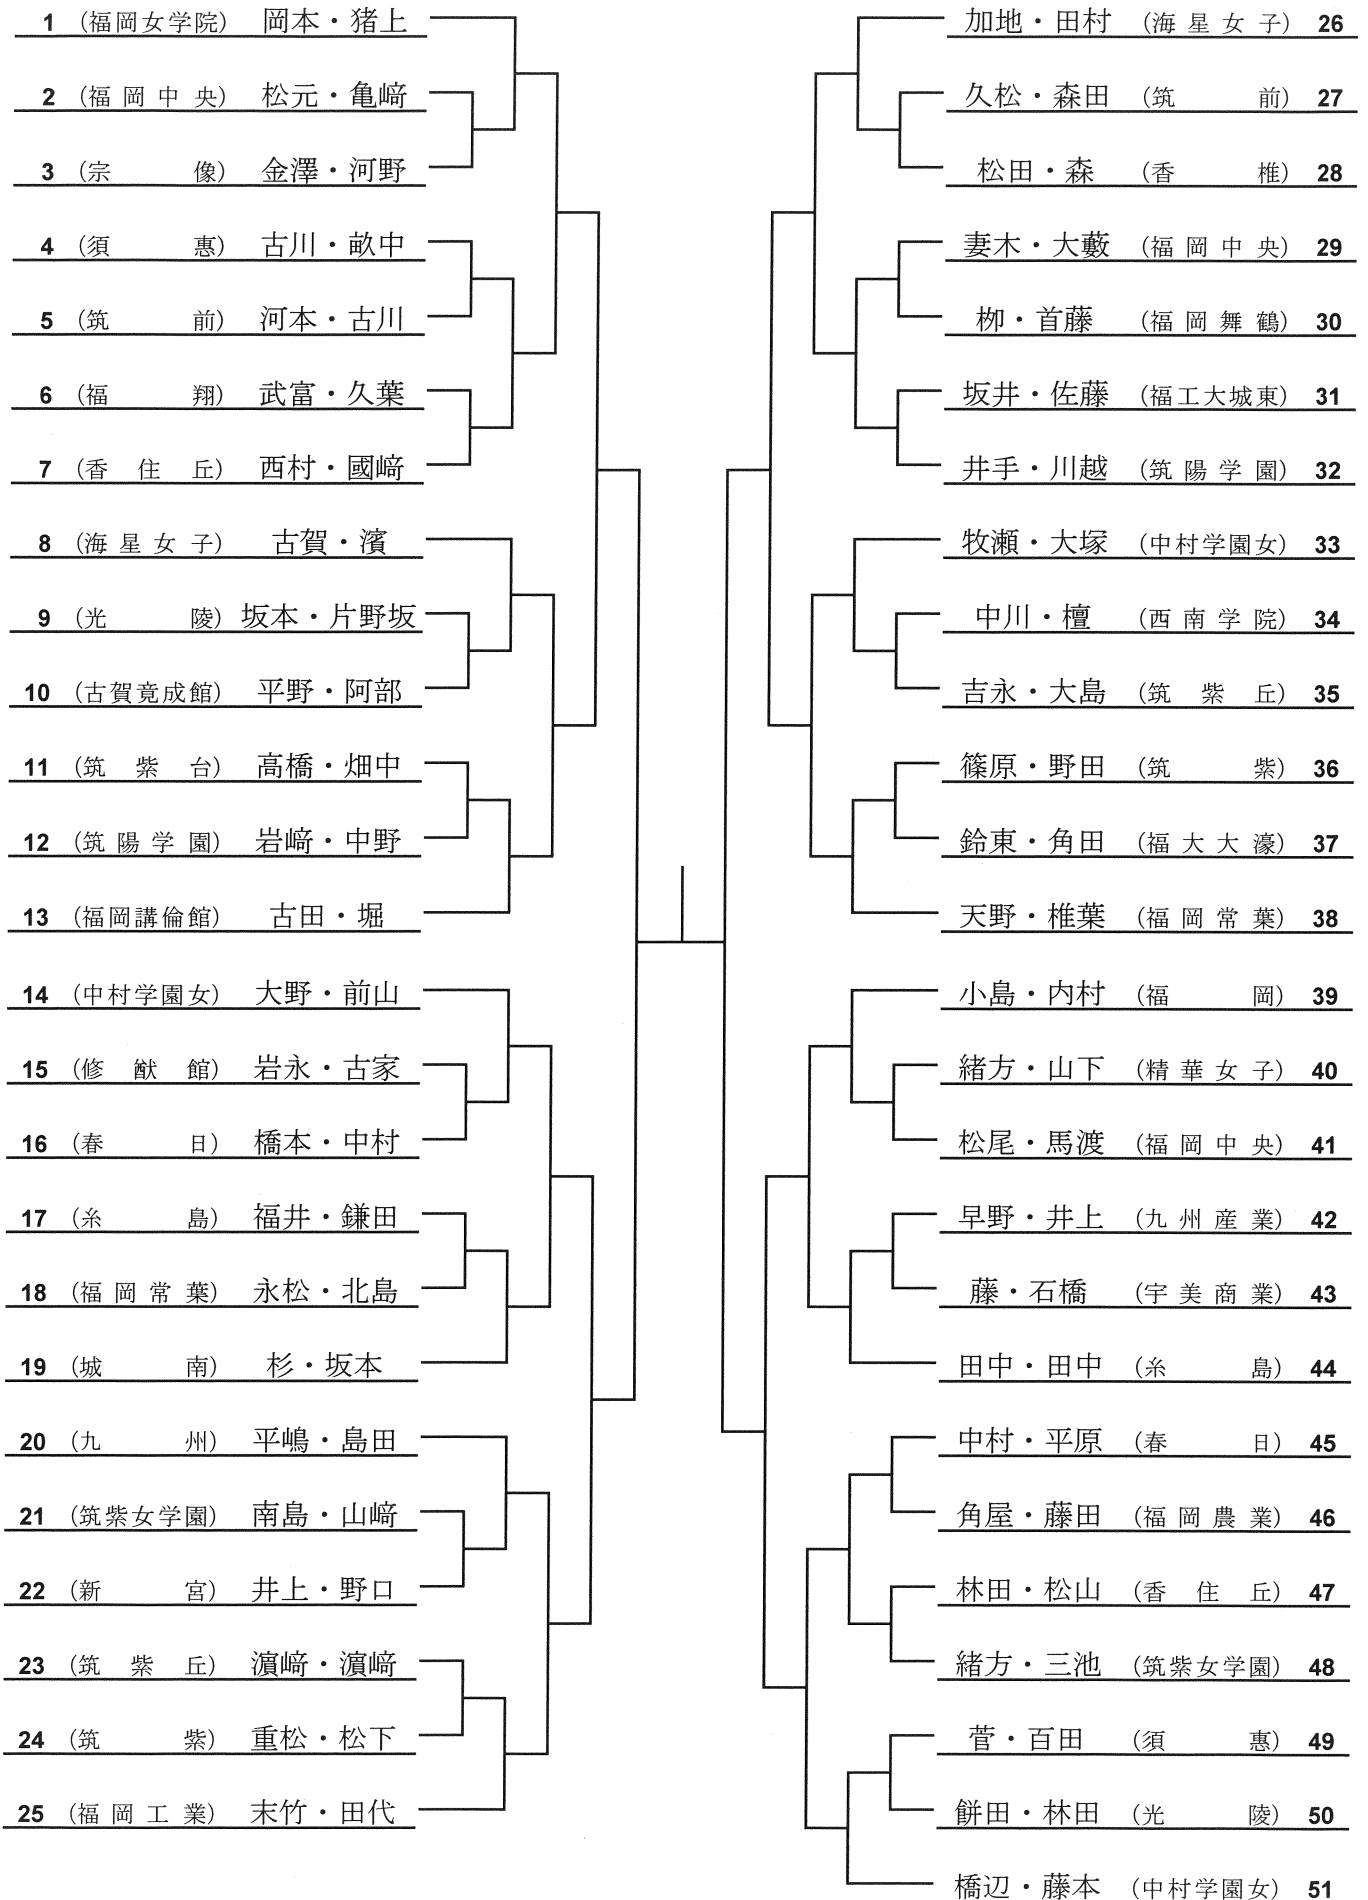 1 (福岡女学院) 岡本・猪上
2 (福岡中央) 松元・亀﨑
3 (宗像) 金澤・河野
4 (須惠) 古川・畝中
5 (筑前) 河本・古川
6 (福翔) 武富・久葉
7 (香住丘) 西村・國﨑
8 (海星女子) 古賀・濱
9 (光陵) 坂本・片野坂
10 (古賀竟成館) 平野・阿部
11 (筑紫台) 高橋・畑中
12 (筑陽学園) 岩﨑・中野
13 (福岡講倫館) 古田・堀
14 (中村学園女) 大野・前山
15 (修猷館) 岩永・古家
16 (春日) 橋本・中村
17 (糸島) 福井・鎌田
18 (福岡常葉) 永松・北島
19 (城南) 杉・坂本
20 (九州) 平嶋・島田
21 (筑紫女学園) 南島・山﨑
22 (新宮) 井上・野口
23 (筑紫丘) 濵﨑・濵﨑
24 (筑紫) 重松・松下
25 (福岡工業) 末竹・田代
加地・田村 (海星女子) 26
久松・森田 (筑前) 27
松田・森 (香椎) 28
妻木・大藪 (福岡中央) 29
栁・首藤 (福岡舞鶴) 30
坂井・佐藤 (福工大城東) 31
井手・川越 (筑陽学園) 32
牧瀬・大塚 (中村学園女) 33
中川・檀 (西南学院) 34
吉永・大島 (筑紫丘) 35
篠原・野田 (筑紫) 36
鈴東・角田 (福大大濠) 37
天野・椎葉 (福岡常葉) 38
小島・内村 (福岡) 39
緒方・山下 (精華女子) 40
松尾・馬渡 (福岡中央) 41
早野・井上 (九州産業) 42
藤・石橋 (宇美商業) 43
田中・田中 (糸島) 44
中村・平原 (春日) 45
角屋・藤田 (福岡農業) 46
林田・松山 (香住丘) 47
緒方・三池 (筑紫女学園) 48
菅・百田 (須惠) 49
餅田・林田 (光陵) 50
橋辺・藤本 (中村学園女) 51